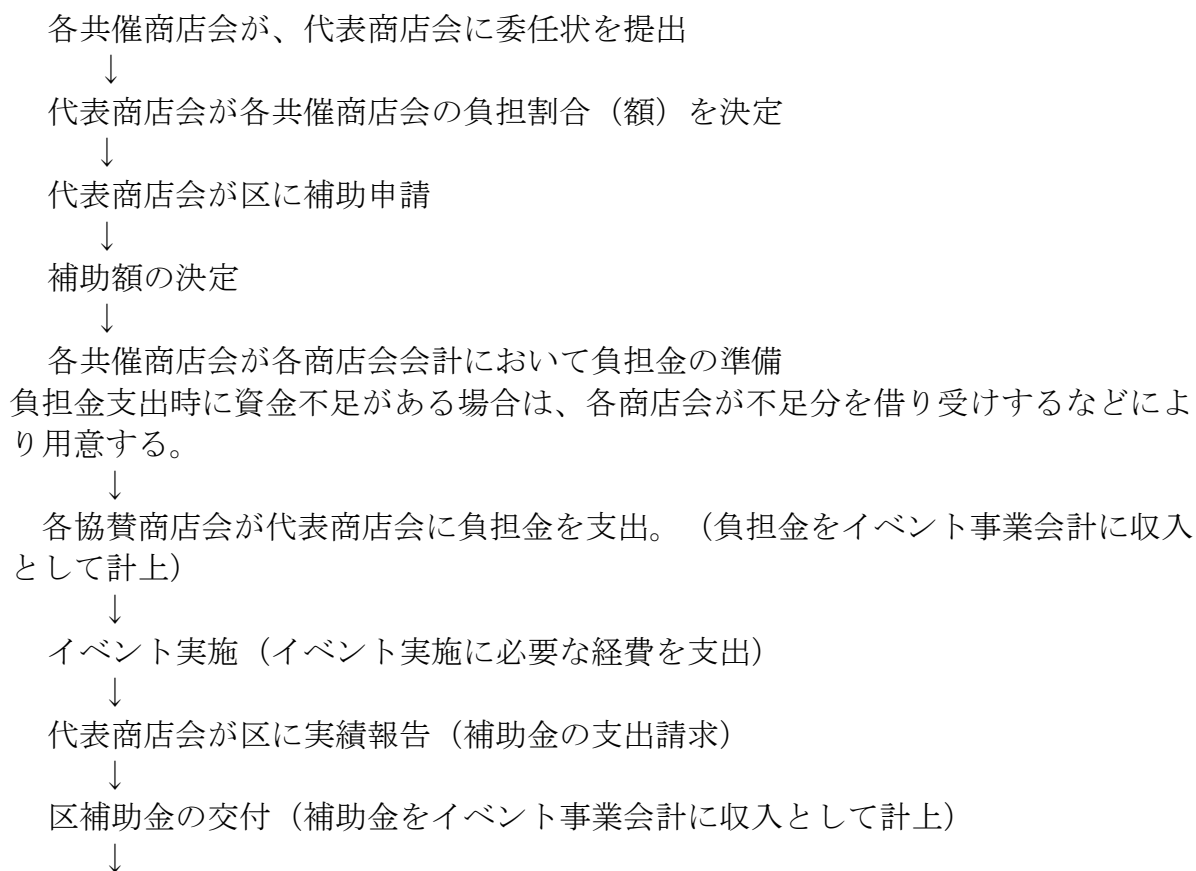 各共催商店会が、代表商店会に委任状を提出
↓
代表商店会が各共催商店会の負担割合（額）を決定
↓
代表商店会が区に補助申請
↓
補助額の決定
↓
各共催商店会が各商店会会計において負担金の準備
負担金支出時に資金不足がある場合は、各商店会が不足分を借り受けするなどによ
り用意する。
↓
各協賛商店会が代表商店会に負担金を支出。（負担金をイベント事業会計に収入
として計上）
↓
イベント実施（イベント実施に必要な経費を支出）
↓
代表商店会が区に実績報告（補助金の支出請求）
↓
区補助金の交付（補助金をイベント事業会計に収入として計上）
↓